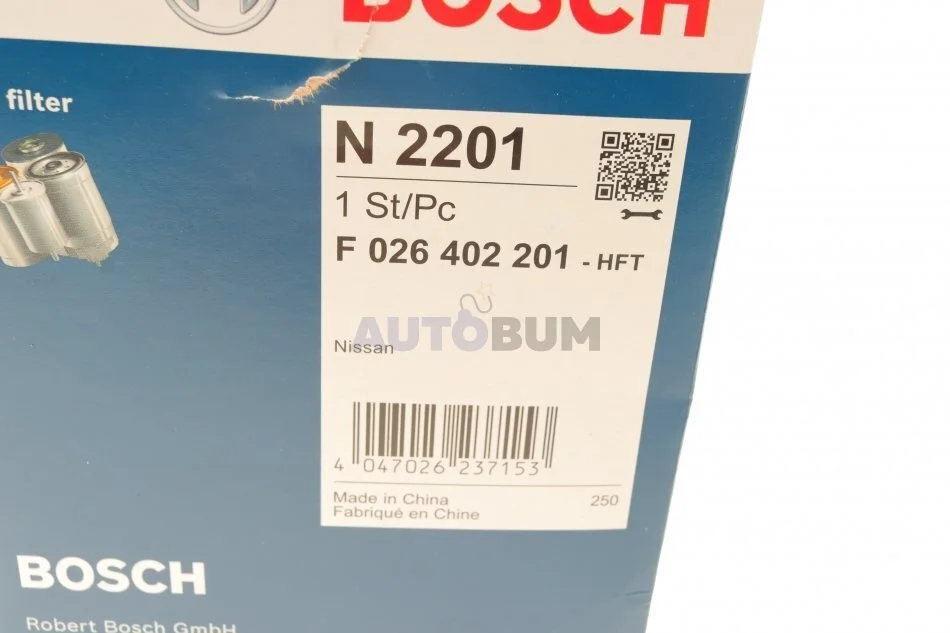 BOSCH
filter
N 2201
1 St/Pc
F 026 402 201 - HFT
AUTOBUM
Nissan
4 047026 237153
Made in China 250
Fabriqué en Chine
BOSCH
Robert Bosch GmbH